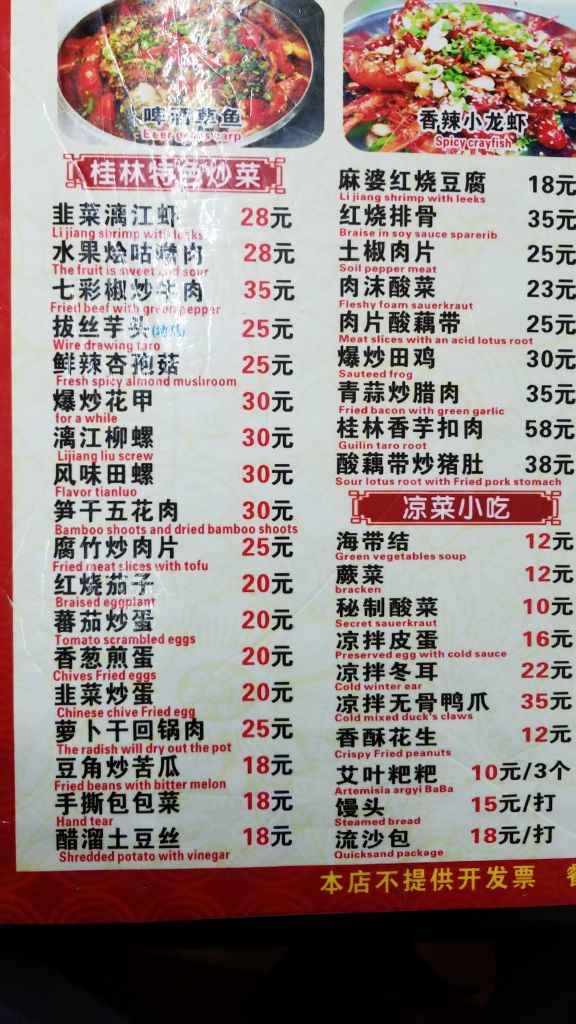 啤酒 鱼
Beer carp
香辣小龙虾
Spicy crayfish
桂林特色炒菜
韭菜漓江虾 28元
Li jiang shrimp with leeks
水果烩咕噜肉 28元
The fruit is sweet and sour
七彩椒炒牛肉 35元
Fried beef with green pepper
拔丝芋头 25元
Wire drawing taro
鲜辣杏孢菇 25元
Fresh spicy almond mushroom
爆炒花甲 30元
for a while
漓江柳螺 30元
Lijiang liu screw
风味田螺 30元
Flavor tianluo
笋干五花肉 30元
Bamboo shoots and dried bamboo shoots
腐竹炒肉片 25元
Fried meat slices with tofu
红烧茄子 20元
Braised eggplant
蕃茄炒蛋 20元
Tomato scrambled eggs
香葱煎蛋 20元
Chives Fried eggs
韭菜炒蛋 20元
Chinese chive Fried egg
萝卜干回锅肉 25元
The radish will dry out the pot
豆角炒苦瓜 18元
Fried beans with bitter melon
手撕包包菜 18元
Hand tear
醋溜土豆丝 18元
Shredded potato with vinegar
麻婆红烧豆腐 18元
Li jiang shrimp with leeks
红烧排骨 35元
Braise in soy sauce sparerib
土椒肉片 25元
Soil pepper meat
肉沫酸菜 23元
Fleshy foam sauerkraut
肉片酸藕带 25元
Meat slices with an acid lotus root
爆炒田鸡 30元
Sauteed frog
青蒜炒腊肉 35元
Fried bacon with green garlic
桂林香芋扣肉 58元
Guilin taro root
酸藕带炒猪肚 38元
Sour lotus root with Fried pork stomach
凉菜小吃
海带结 12元
Green vegetables soup
蕨菜 12元
bracken
秘制酸菜 10元
Secret sauerkraut
凉拌皮蛋 16元
Preserved egg with cold sauce
凉拌冬耳 22元
Cold winter ear
凉拌无骨鸭爪 35元
Cold mixed duck's claws
香酥花生 12元
Crispy Fried peanuts
艾叶粑粑 10元/3个
Artemisia argyi BaBa
馒头 15元/打
Steamed bread
流沙包 18元/打
Quicksand package
本店不提供开发票